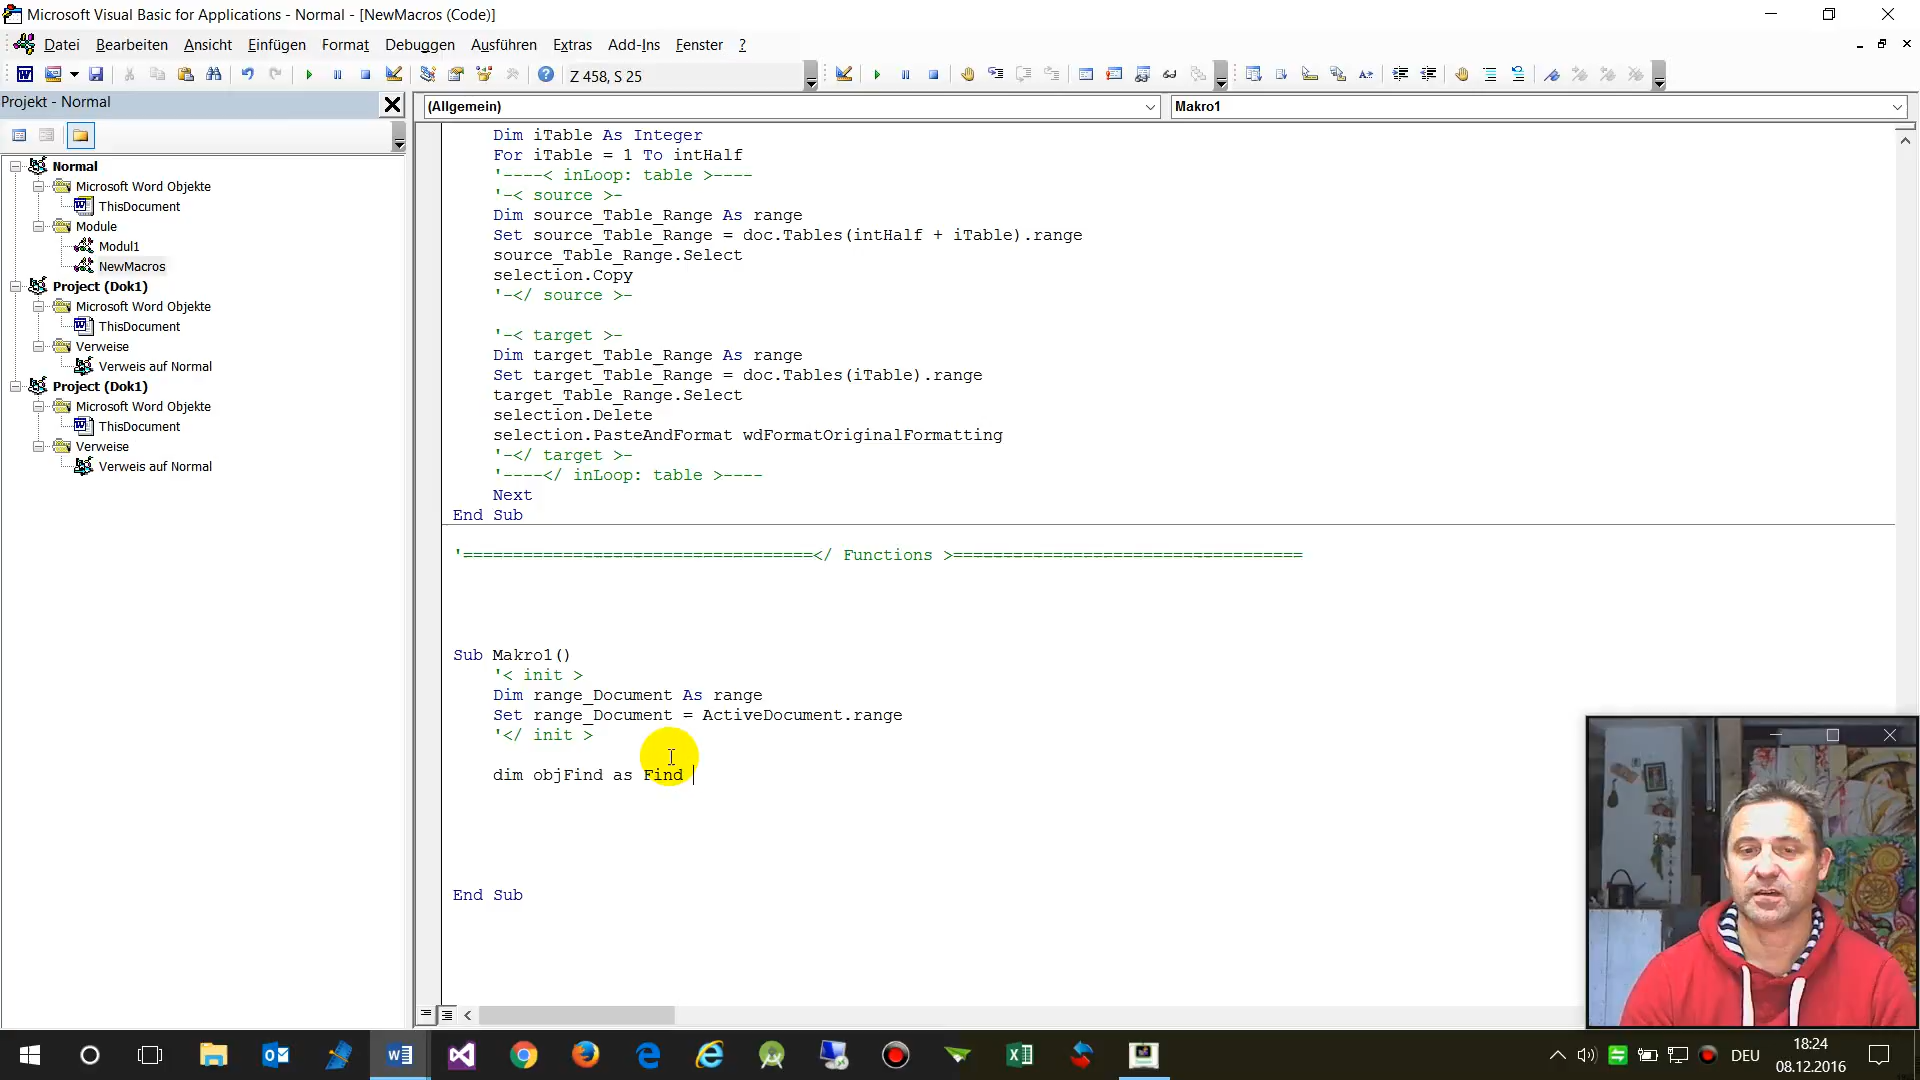 Microsoft Visual Basic for Applications - Normal - [NewMacros (Code)]
Datei Bearbeiten Ansicht Einfügen Format Debuggen Ausführen Extras Add-Ins Fenster ?
Z 458, S 25
Projekt - Normal
(Allgemein)
Makro1
Normal
Microsoft Word Objekte
ThisDocument
Module
Modul1
NewMacros
Project (Dok1)
Microsoft Word Objekte
ThisDocument
Verweise
Verweis auf Normal
Project (Dok1)
Microsoft Word Objekte
ThisDocument
Verweise
Verweis auf Normal
Dim iTable As Integer
For iTable = 1 To intHalf
'----< inLoop: table >----
'-< source >-
Dim source_Table_Range As range
Set source_Table_Range = doc.Tables(intHalf + iTable).range
source_Table_Range.Select
selection.Copy
'-</ source >-
'-< target >-
Dim target_Table_Range As range
Set target_Table_Range = doc.Tables(iTable).range
target_Table_Range.Select
selection.Delete
selection.PasteAndFormat wdFormatOriginalFormatting
'-</ target >-
'----</ inLoop: table >----
Next
End Sub
'===================================</ Functions >===================================
Sub Makro1()
'< init >
Dim range_Document As range
Set range_Document = ActiveDocument.range
'</ init >
dim objFind as Find
End Sub
DEU
18:24
08.12.2016